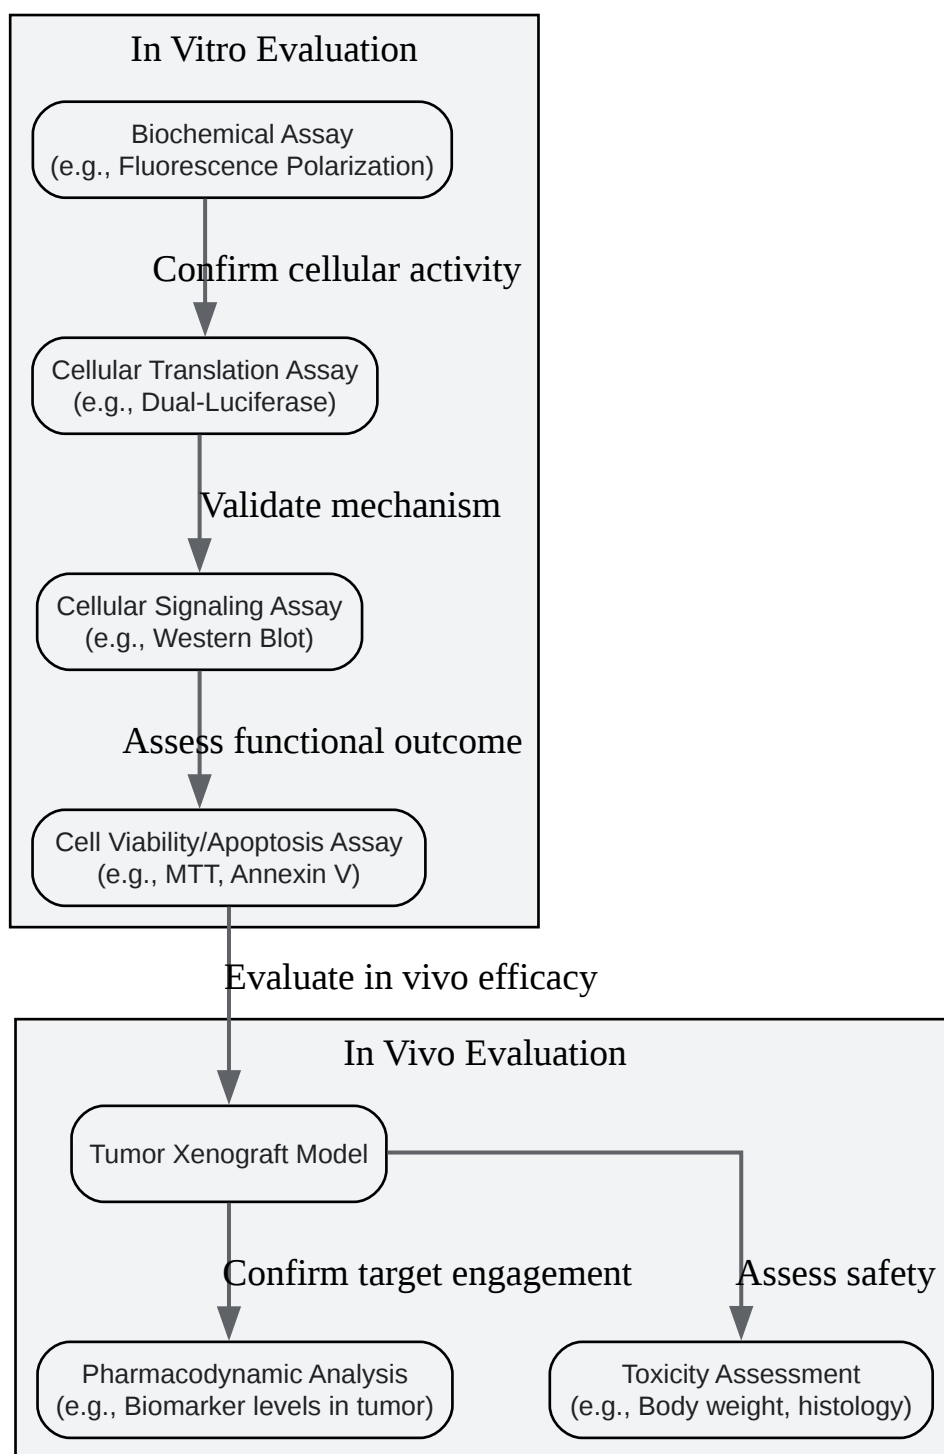 In Vitro Evaluation
Biochemical Assay
(e.g., Fluorescence Polarization)
Confirm cellular activity
Cellular Translation Assay
(e.g., Dual-Luciferase)
Validate mechanism
Cellular Signaling Assay
(e.g., Western Blot)
Assess functional outcome
Cell Viability/Apoptosis Assay
(e.g., MTT, Annexin V)
Evaluate in vivo efficacy
In Vivo Evaluation
Tumor Xenograft Model
Confirm target engagement
Assess safety
Pharmacodynamic Analysis
(e.g., Biomarker levels in tumor)
Toxicity Assessment
(e.g., Body weight, histology)